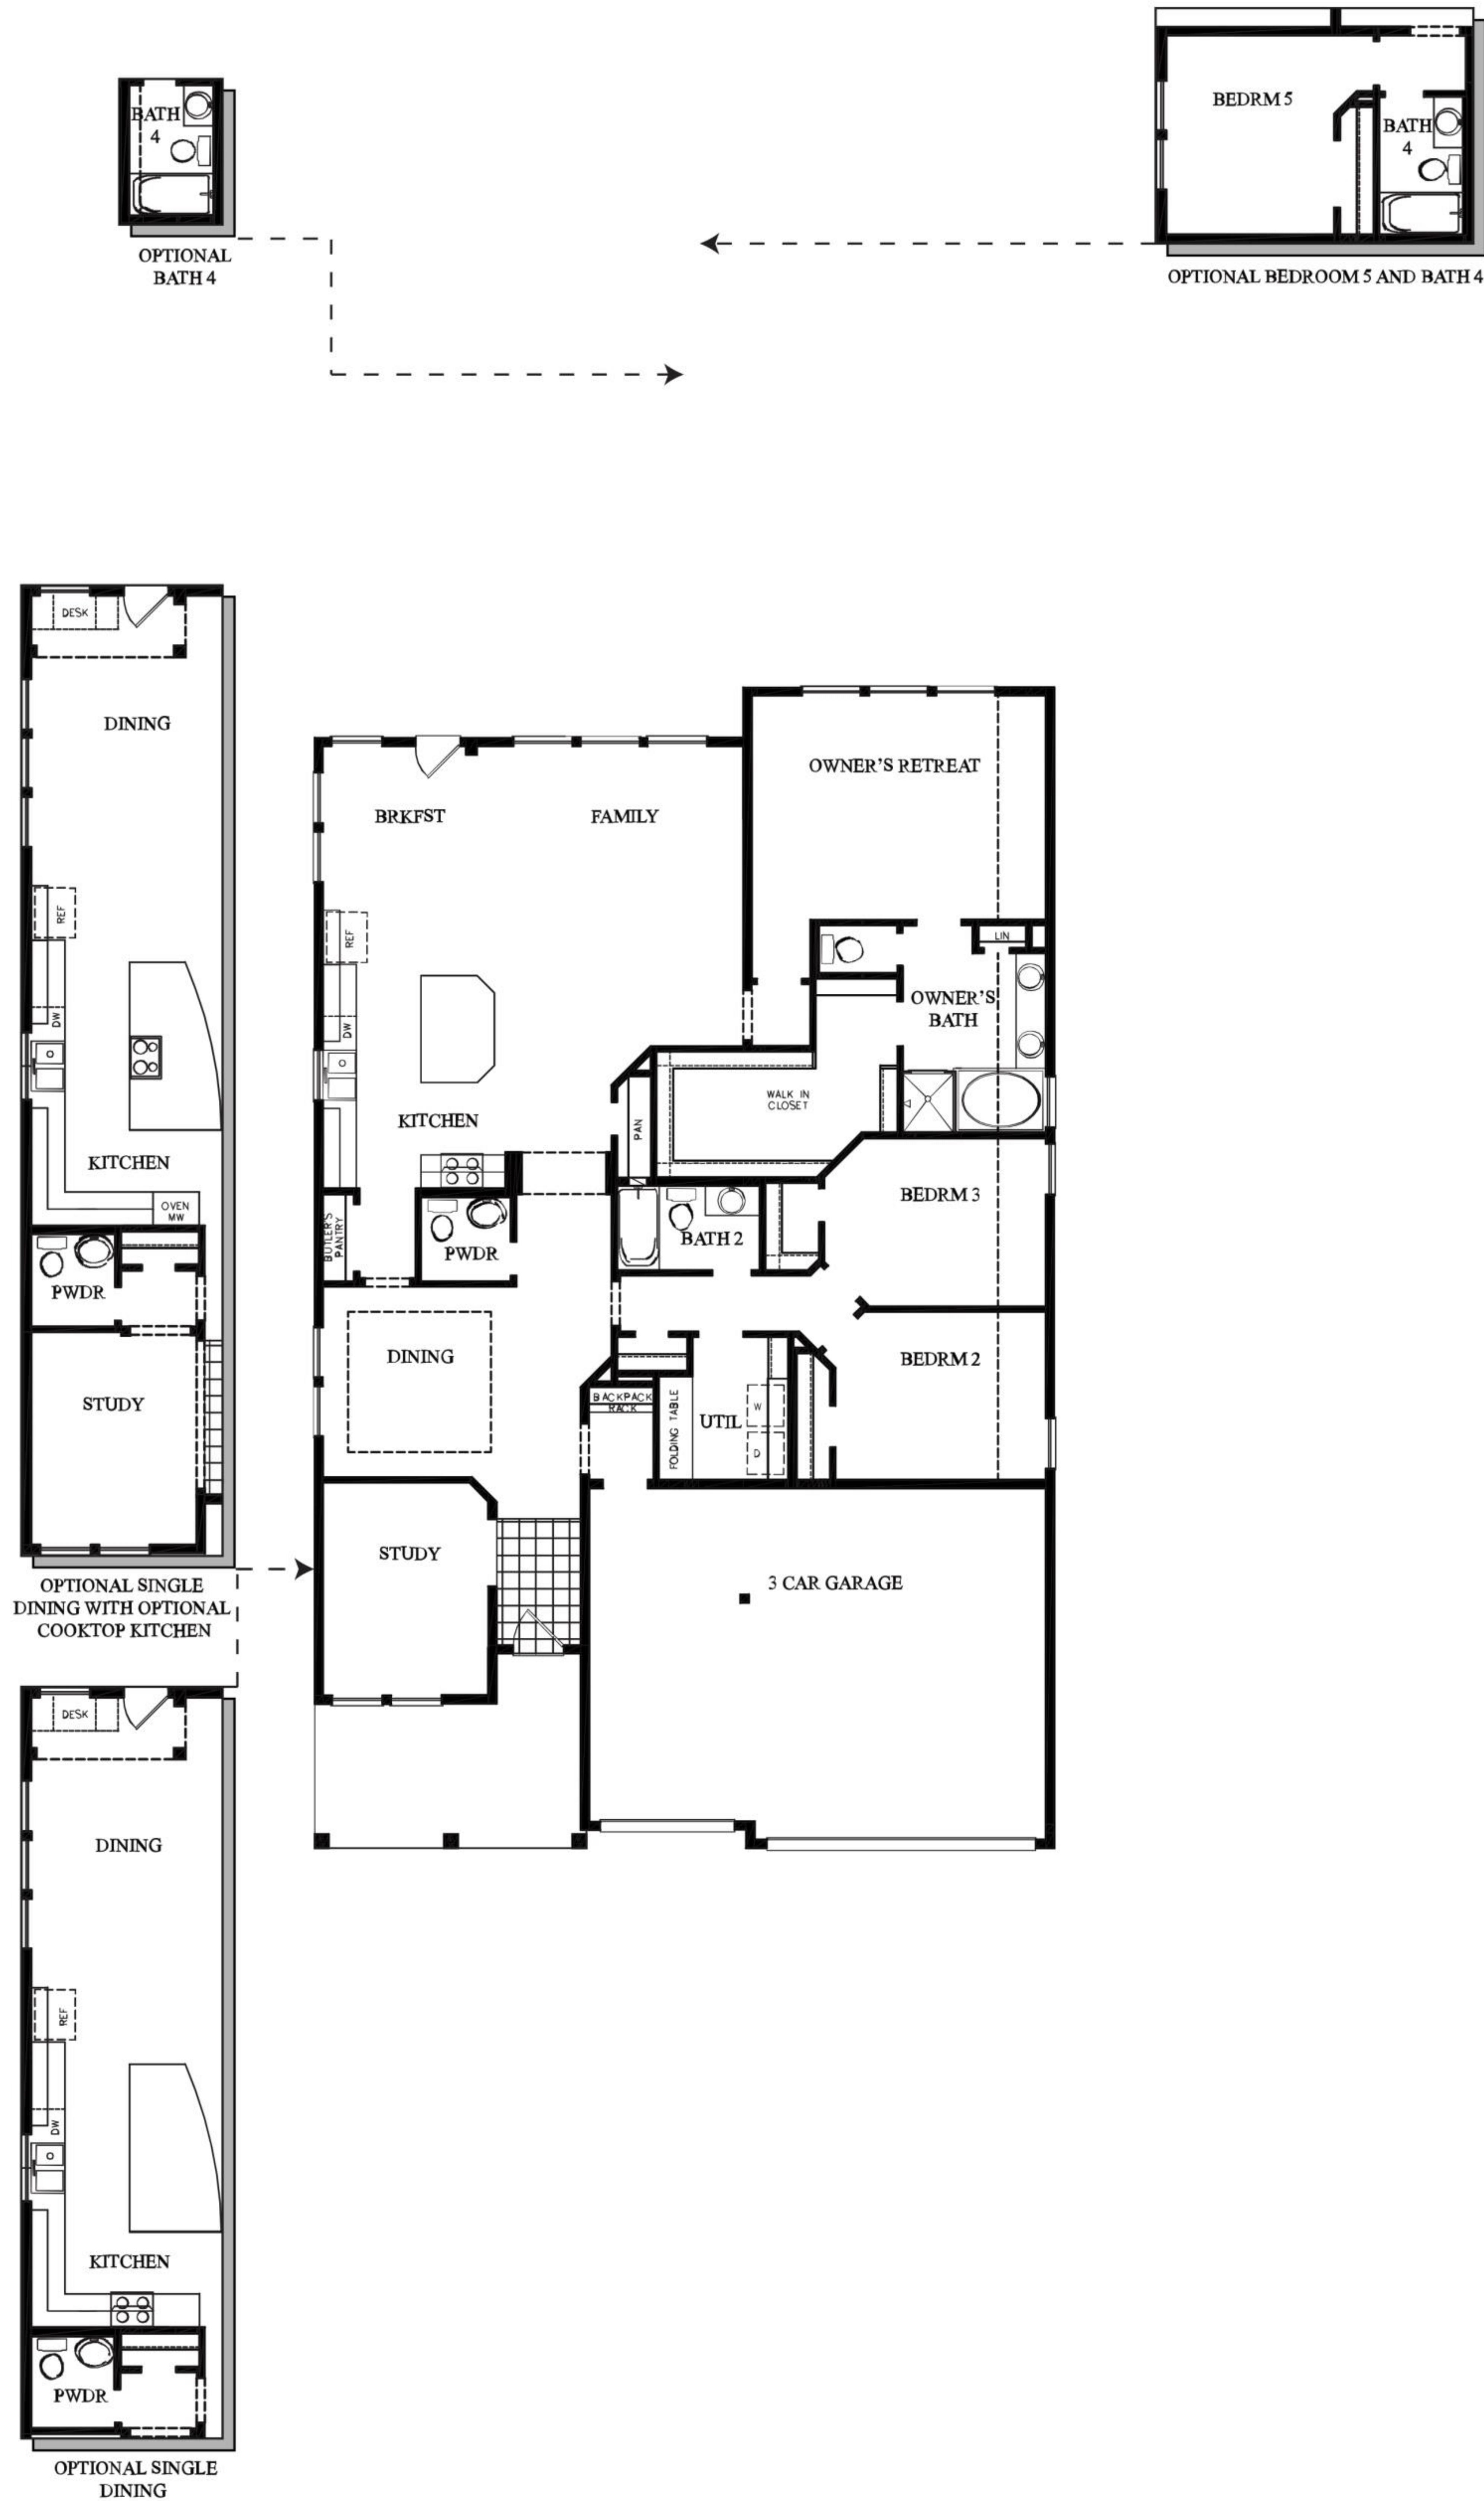 BATH
4
OPTIONAL
BATH 4
BEDRM 5
BATH
4
OPTIONAL BEDROOM 5 AND BATH 4
DESK
DINING
REF
DW
KITCHEN
OVEN
MW
PWDR
STUDY
OPTIONAL SINGLE
DINING WITH OPTIONAL
COOKTOP KITCHEN
OWNER'S RETREAT
BRKFST
FAMILY
REF
DW
KITCHEN
LIN
OWNER'S
BATH
WALK IN
CLOSET
PAN
BUTLER'S
PANTRY
PWDR
BATH 2
BEDRM 3
DINING
BEDRM 2
BACKPACK
RACK
FOLDING TABLE
UTIL
W
D
STUDY
3 CAR GARAGE
DESK
DINING
REF
DW
KITCHEN
PWDR
OPTIONAL SINGLE
DINING